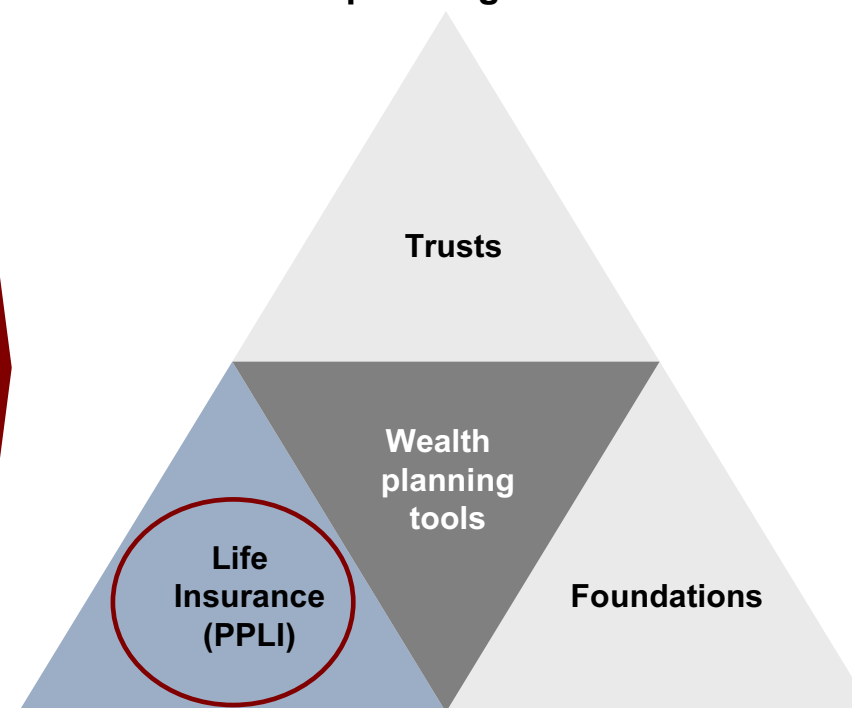 Trusts
Wealth
planning
tools
Life
Insurance
(PPLI)
Foundations